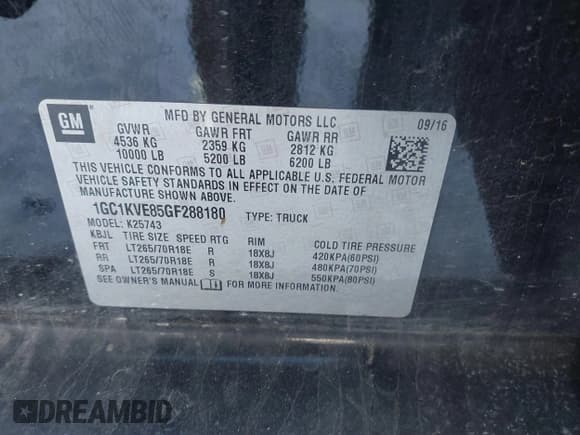 GM
MFD BY GENERAL MOTORS LLC
09/16
GVWR GAWR FRT GAWR RR
4536 KG 2359 KG 2812 KG
10000 LB 5200 LB 6200 LB
THIS VEHICLE CONFORMS TO ALL APPLICABLE U.S. FEDERAL MOTOR
VEHICLE SAFETY STANDARDS IN EFFECT ON THE DATE OF
MANUFACTURE SHOWN ABOVE.
1GC1KVE85GF288180 TYPE: TRUCK
MODEL: K25743
KBJL TIRE SIZE SPEED RTG RIM COLD TIRE PRESSURE
FRT LT265/70R18E R 18X8J 420KPA(60PSI)
RR LT265/70R18E R 18X8J 480KPA(70PSI)
SPA LT265/70R18E S 18X8J 550KPA(80PSI)
SEE OWNER'S MANUAL FOR MORE INFORMATION.
DREAMBID